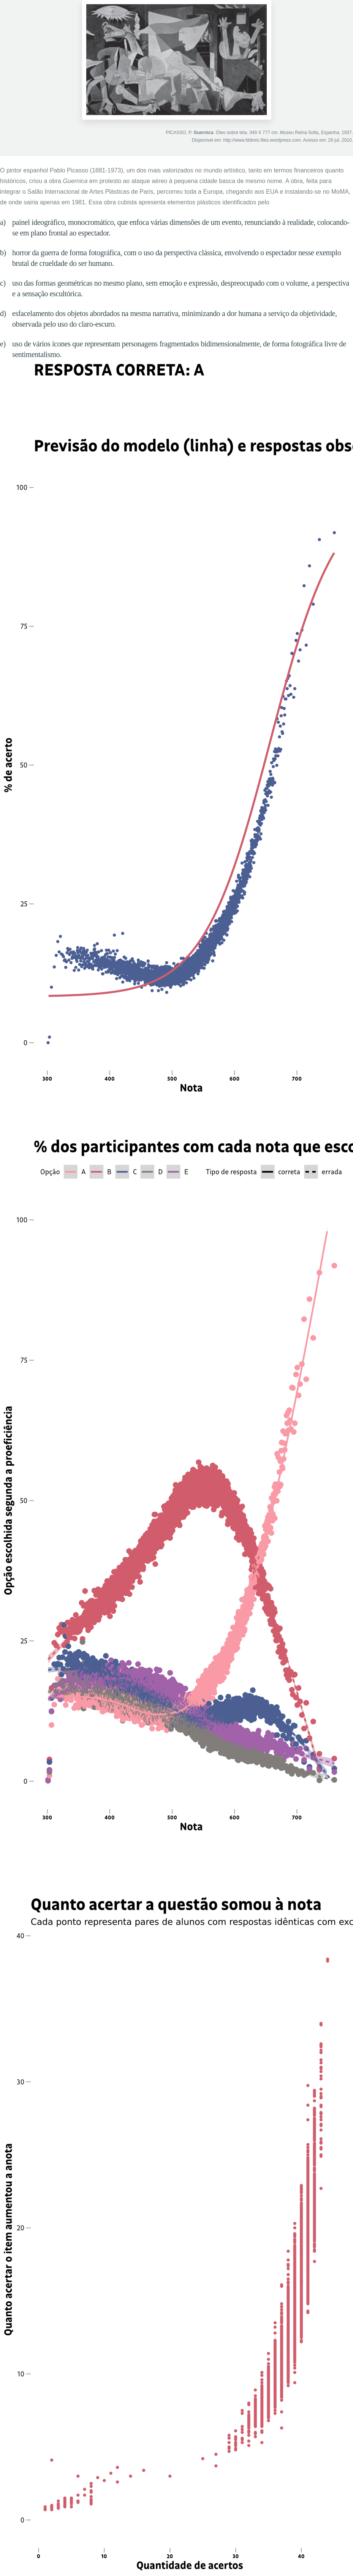 PICASSO, P. Guernica. Óleo sobre tela. 349 X 777 cm. Museu Reina Sofia, Espanha, 1937.
Disponível em: http://www.fddreis.files.wordpress.com. Acesso em: 26 jul. 2010.
O pintor espanhol Pablo Picasso (1881-1973), um dos mais valorizados no mundo artístico, tanto em termos financeiros quanto
históricos, criou a obra Guernica em protesto ao ataque aéreo à pequena cidade basca de mesmo nome. A obra, feita para
integrar o Salão Internacional de Artes Plásticas de Paris, percorreu toda a Europa, chegando aos EUA e instalando-se no MoMA,
de onde sairia apenas em 1981. Essa obra cubista apresenta elementos plásticos identificados pelo
a) painel ideográfico, monocromático, que enfoca várias dimensões de um evento, renunciando à realidade, colocando-
se em plano frontal ao espectador.
b) horror da guerra de forma fotográfica, com o uso da perspectiva clássica, envolvendo o espectador nesse exemplo
brutal de crueldade do ser humano.
c) uso das formas geométricas no mesmo plano, sem emoção e expressão, despreocupado com o volume, a perspectiva
e a sensação escultórica.
d) esfacelamento dos objetos abordados na mesma narrativa, minimizando a dor humana a serviço da objetividade,
observada pelo uso do claro-escuro.
e) uso de vários ícones que representam personagens fragmentados bidimensionalmente, de forma fotográfica livre de
sentimentalismo.
RESPOSTA CORRETA: A
Previsão do modelo (linha) e respostas obs
100
75
50
25
0
% de acerto
300 400 500 600 700
Nota
% dos participantes com cada nota que esco
Opção A B C D E Tipo de resposta correta errada
100
75
50
25
0
Opção escolhida segunda a proeficiência
300 400 500 600 700
Nota
Quanto acertar a questão somou à nota
Cada ponto representa pares de alunos com respostas idênticas com exc
40
30
20
10
0
Quanto acertar o item aumentou a anota
0 10 20 30 40
Quantidade de acertos